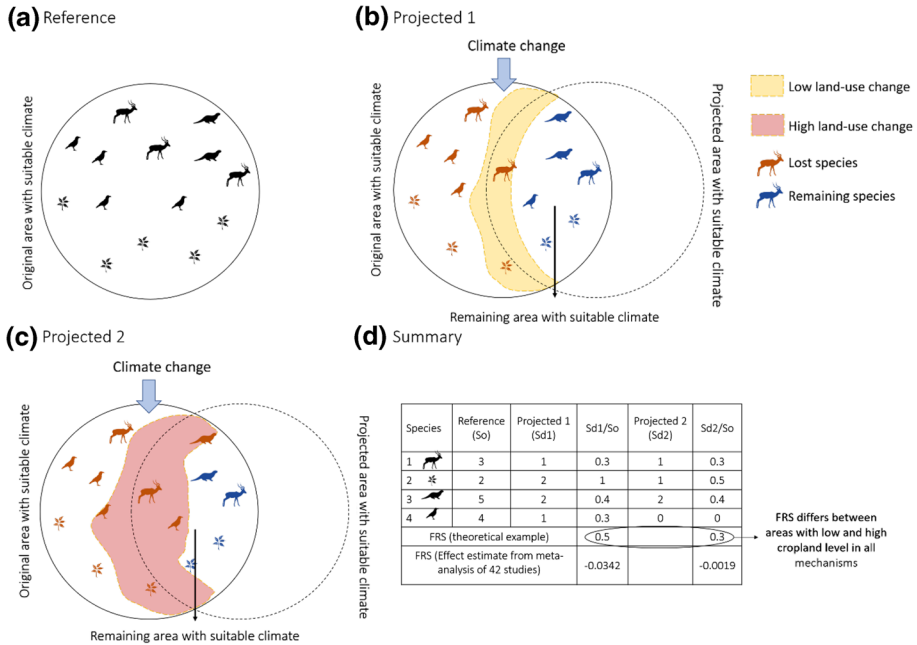 (a) Reference
Original area with suitable climate
(b) Projected 1
Climate change
Original area with suitable climate
Projected area with suitable climate
Remaining area with suitable climate
Low land-use change
High land-use change
Lost species
Remaining species
(c) Projected 2
Climate change
Original area with suitable climate
Projected area with suitable climate
Remaining area with suitable climate
(d) Summary
Species Reference (So) Projected 1 (Sd1) Sd1/So Projected 2 (Sd2) Sd2/So
1 3 1 0.3 1 0.3
2 2 2 1 1 0.5
3 5 2 0.4 2 0.4
4 4 1 0.3 0 0
FRS (theoretical example) 0.5 0.3
FRS (Effect estimate from meta-
analysis of 42 studies) -0.0342 -0.0019
FRS differs between
areas with low and high
cropland level in all
mechanisms